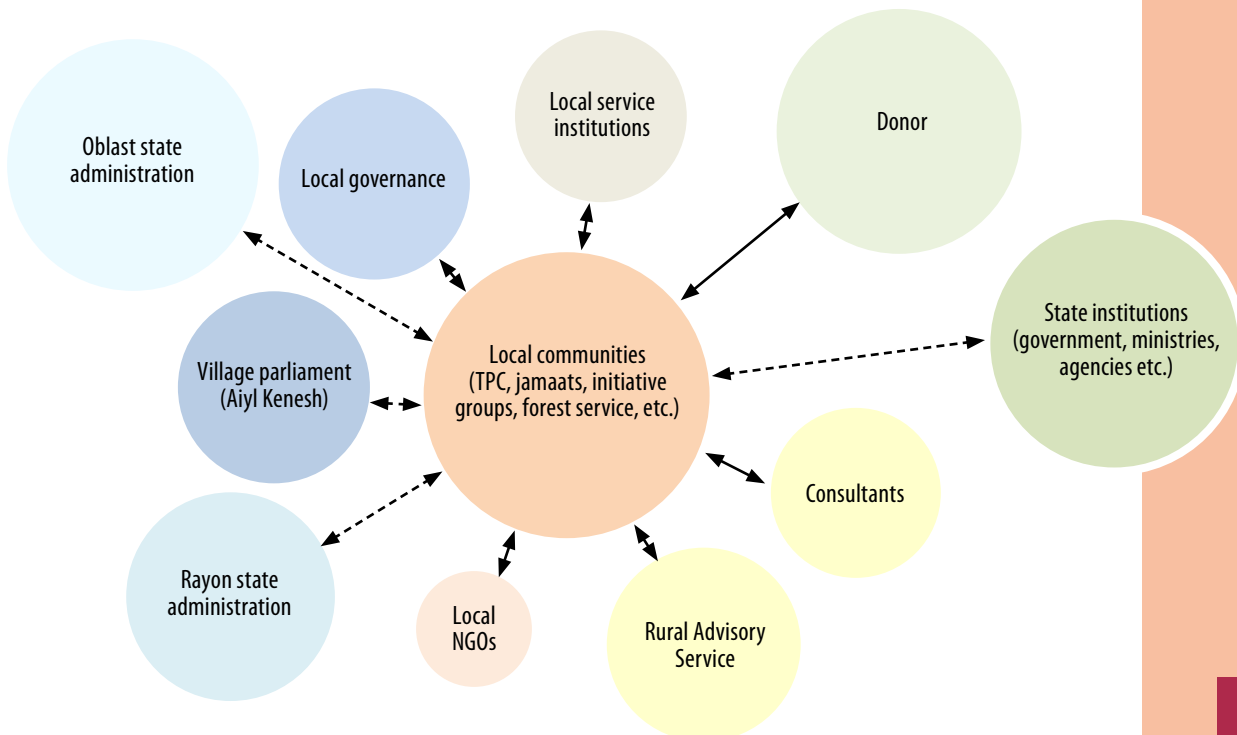 Local service
institutions
Donor
Oblast state
administration
Local governance
State institutions
(government, ministries,
agencies etc.)
Local communities
(TPC, jamaats, initiative
groups, forest service, etc.)
Village parliament
(Aiyl Kenesh)
Consultants
Rayon state
administration
Local
NGOs
Rural Advisory
Service